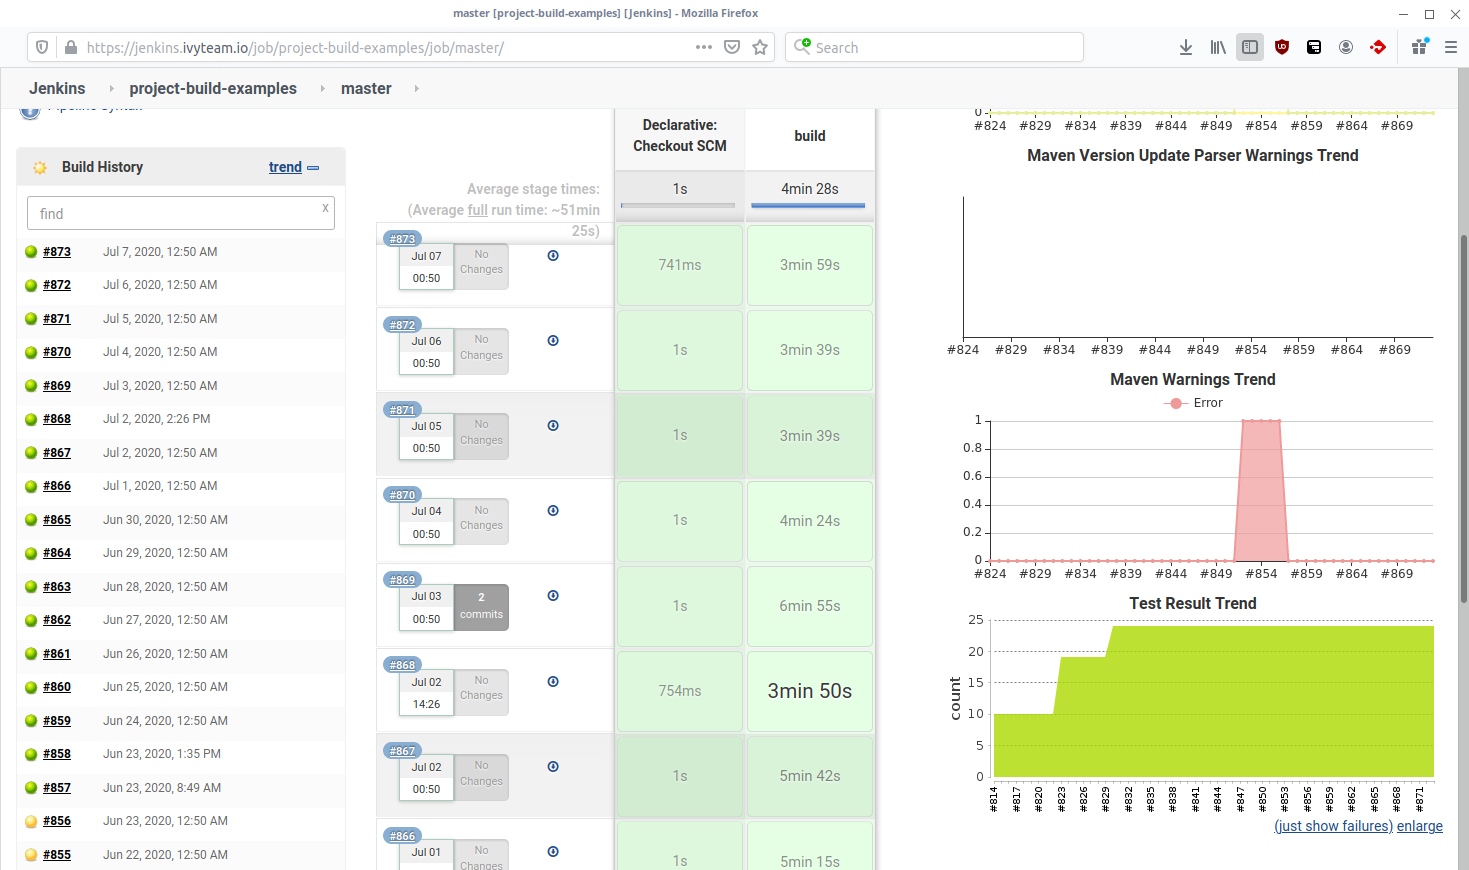 master [project-build-examples] [Jenkins] - Mozilla Firefox
https://jenkins.ivyteam.io/job/project-build-examples/job/master/
Search
Jenkins
project-build-examples
master
Pipeline Syntax
Build History
trend
find
x
#873 Jul 7, 2020, 12:50 AM
#872 Jul 6, 2020, 12:50 AM
#871 Jul 5, 2020, 12:50 AM
#870 Jul 4, 2020, 12:50 AM
#869 Jul 3, 2020, 12:50 AM
#868 Jul 2, 2020, 2:26 PM
#867 Jul 2, 2020, 12:50 AM
#866 Jul 1, 2020, 12:50 AM
#865 Jun 30, 2020, 12:50 AM
#864 Jun 29, 2020, 12:50 AM
#863 Jun 28, 2020, 12:50 AM
#862 Jun 27, 2020, 12:50 AM
#861 Jun 26, 2020, 12:50 AM
#860 Jun 25, 2020, 12:50 AM
#859 Jun 24, 2020, 12:50 AM
#858 Jun 23, 2020, 1:35 PM
#857 Jun 23, 2020, 8:49 AM
#856 Jun 23, 2020, 12:50 AM
#855 Jun 22, 2020, 12:50 AM
Declarative:
Checkout SCM
build
Average stage times:
(Average full run time: ~51min
25s)
1s
4min 28s
#873
Jul 07
00:50
No
Changes
741ms
3min 59s
#872
Jul 06
00:50
No
Changes
1s
3min 39s
#871
Jul 05
00:50
No
Changes
1s
3min 39s
#870
Jul 04
00:50
No
Changes
1s
4min 24s
#869
Jul 03
00:50
2
commits
1s
6min 55s
#868
Jul 02
14:26
No
Changes
754ms
3min 50s
#867
Jul 02
00:50
No
Changes
1s
5min 42s
#866
Jul 01
No
Changes
1s
5min 15s
0
#824 #829 #834 #839 #844 #849 #854 #859 #864 #869
Maven Version Update Parser Warnings Trend
#824 #829 #834 #839 #844 #849 #854 #859 #864 #869
Maven Warnings Trend
Error
1
0.8
0.6
0.4
0.2
0
#824 #829 #834 #839 #844 #849 #854 #859 #864 #869
Test Result Trend
count
25
20
15
10
5
0
#814 #817 #820 #823 #826 #829 #832 #835 #838 #841 #844 #847 #850 #853 #856 #859 #862 #865 #868 #871
(just show failures) enlarge